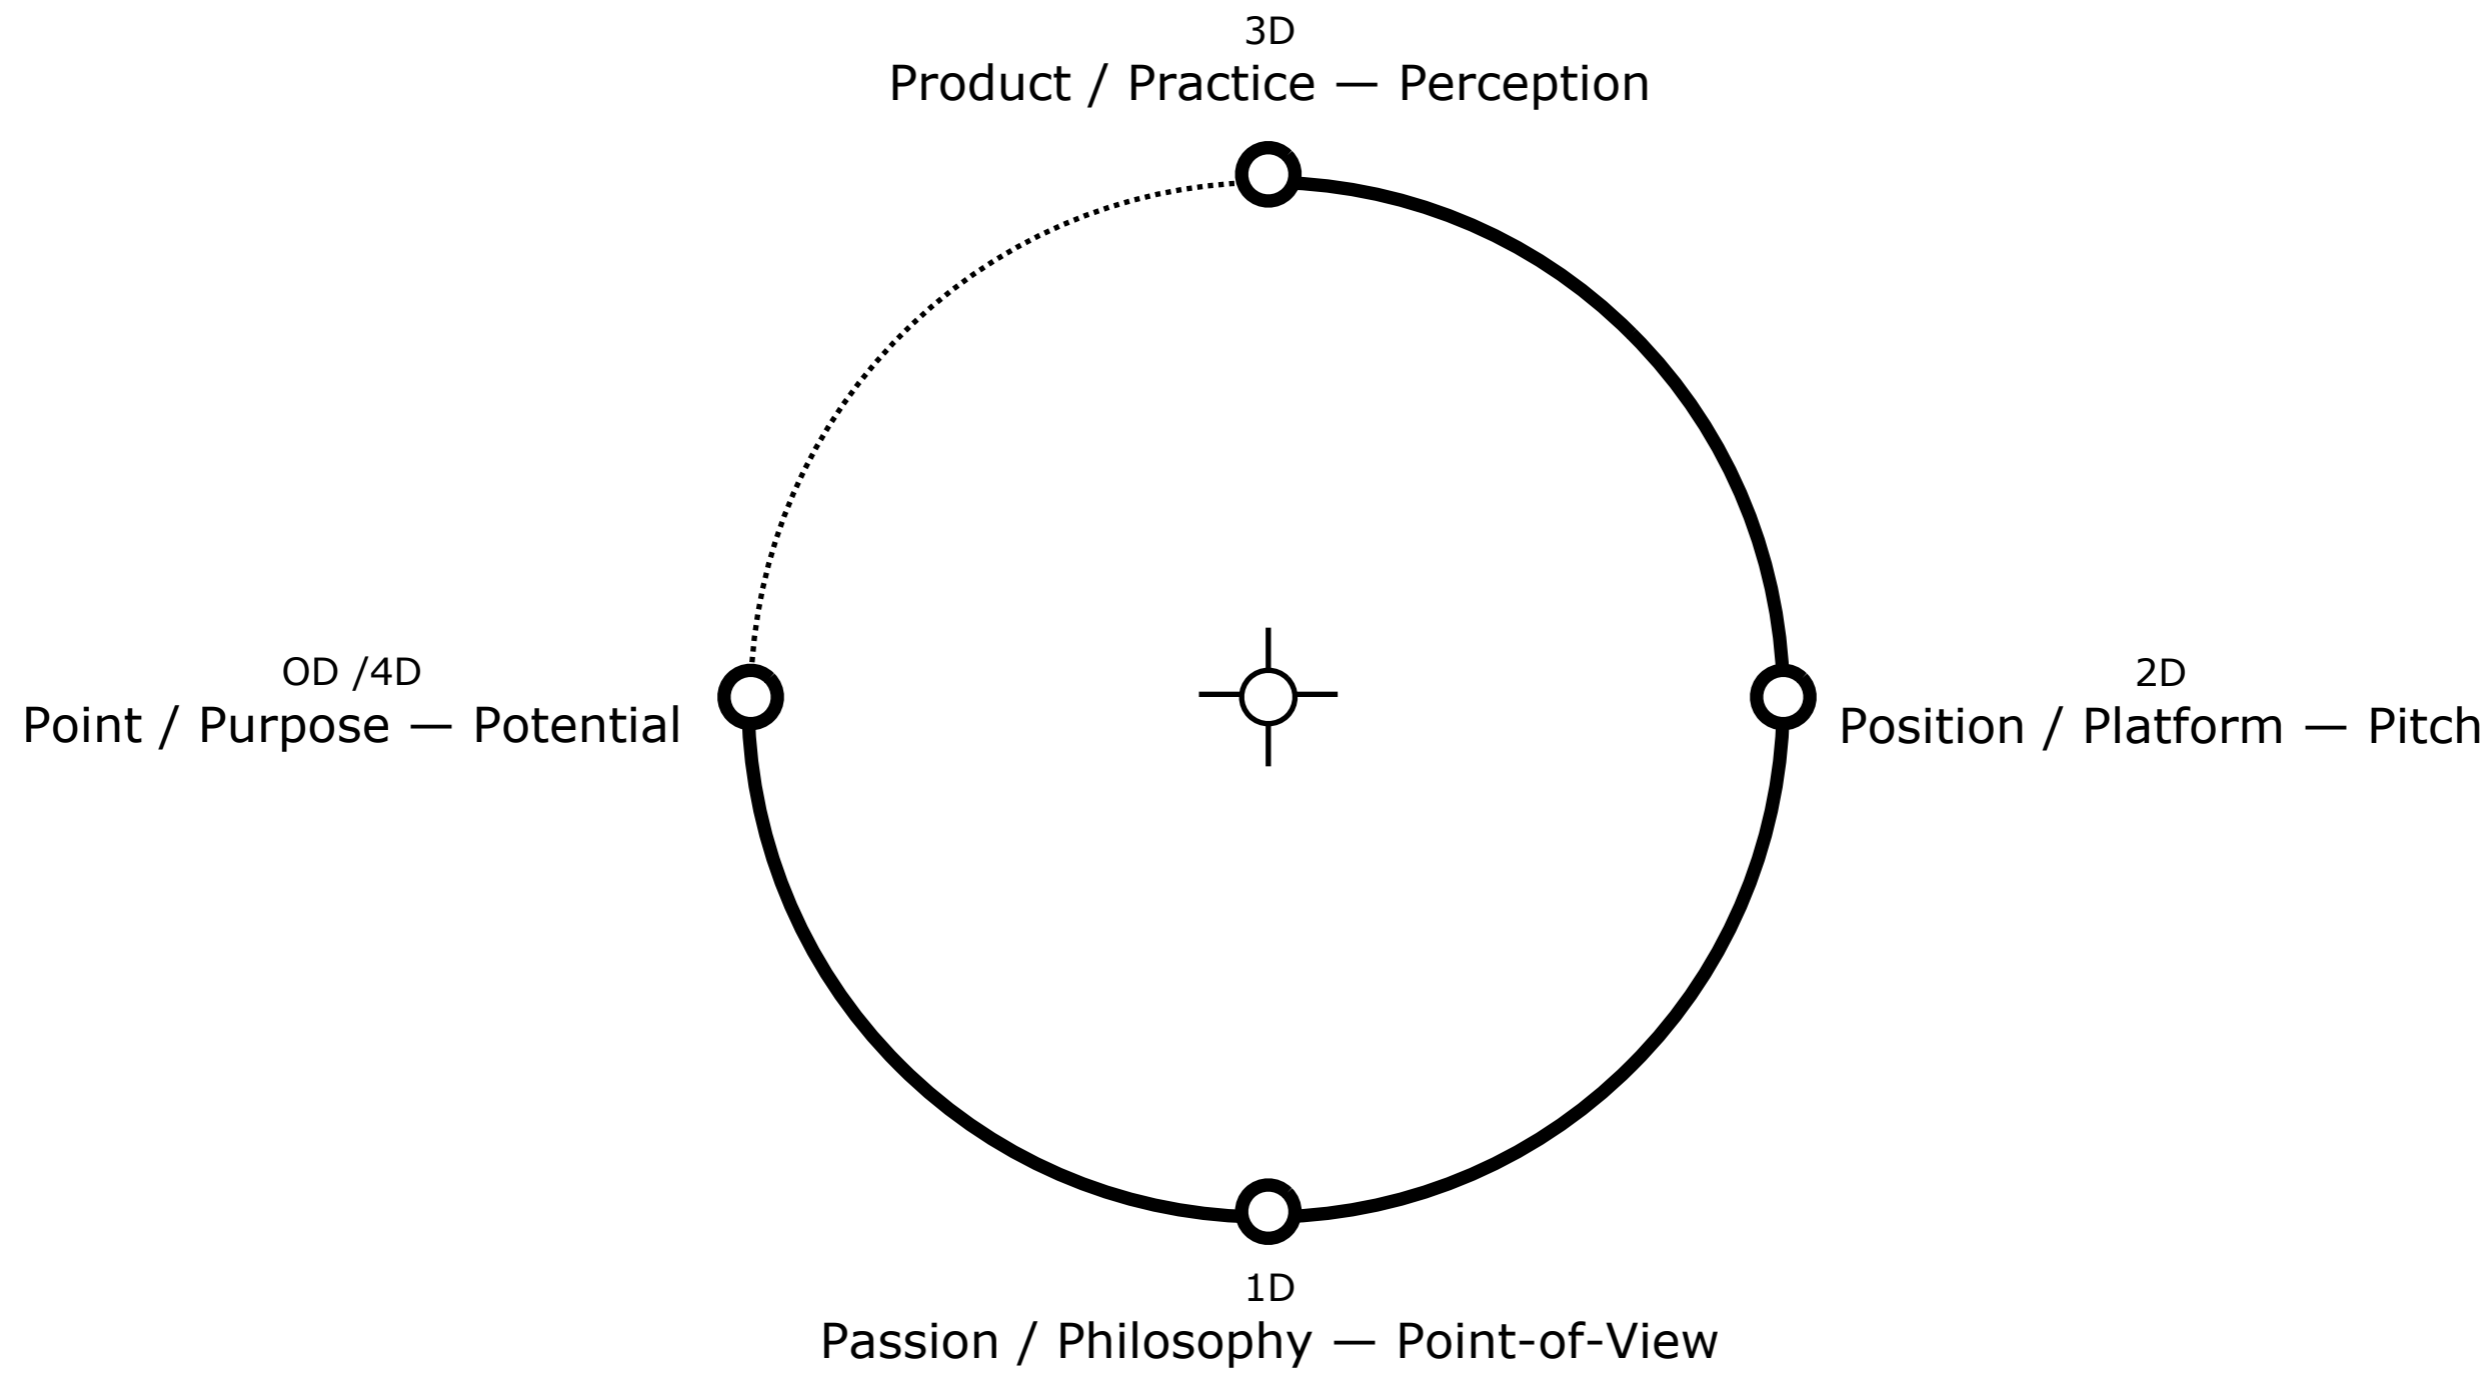 3D
Product / Practice — Perception
OD /4D
Point / Purpose — Potential
2D
Position / Platform — Pitch
1D
Passion / Philosophy — Point-of-View